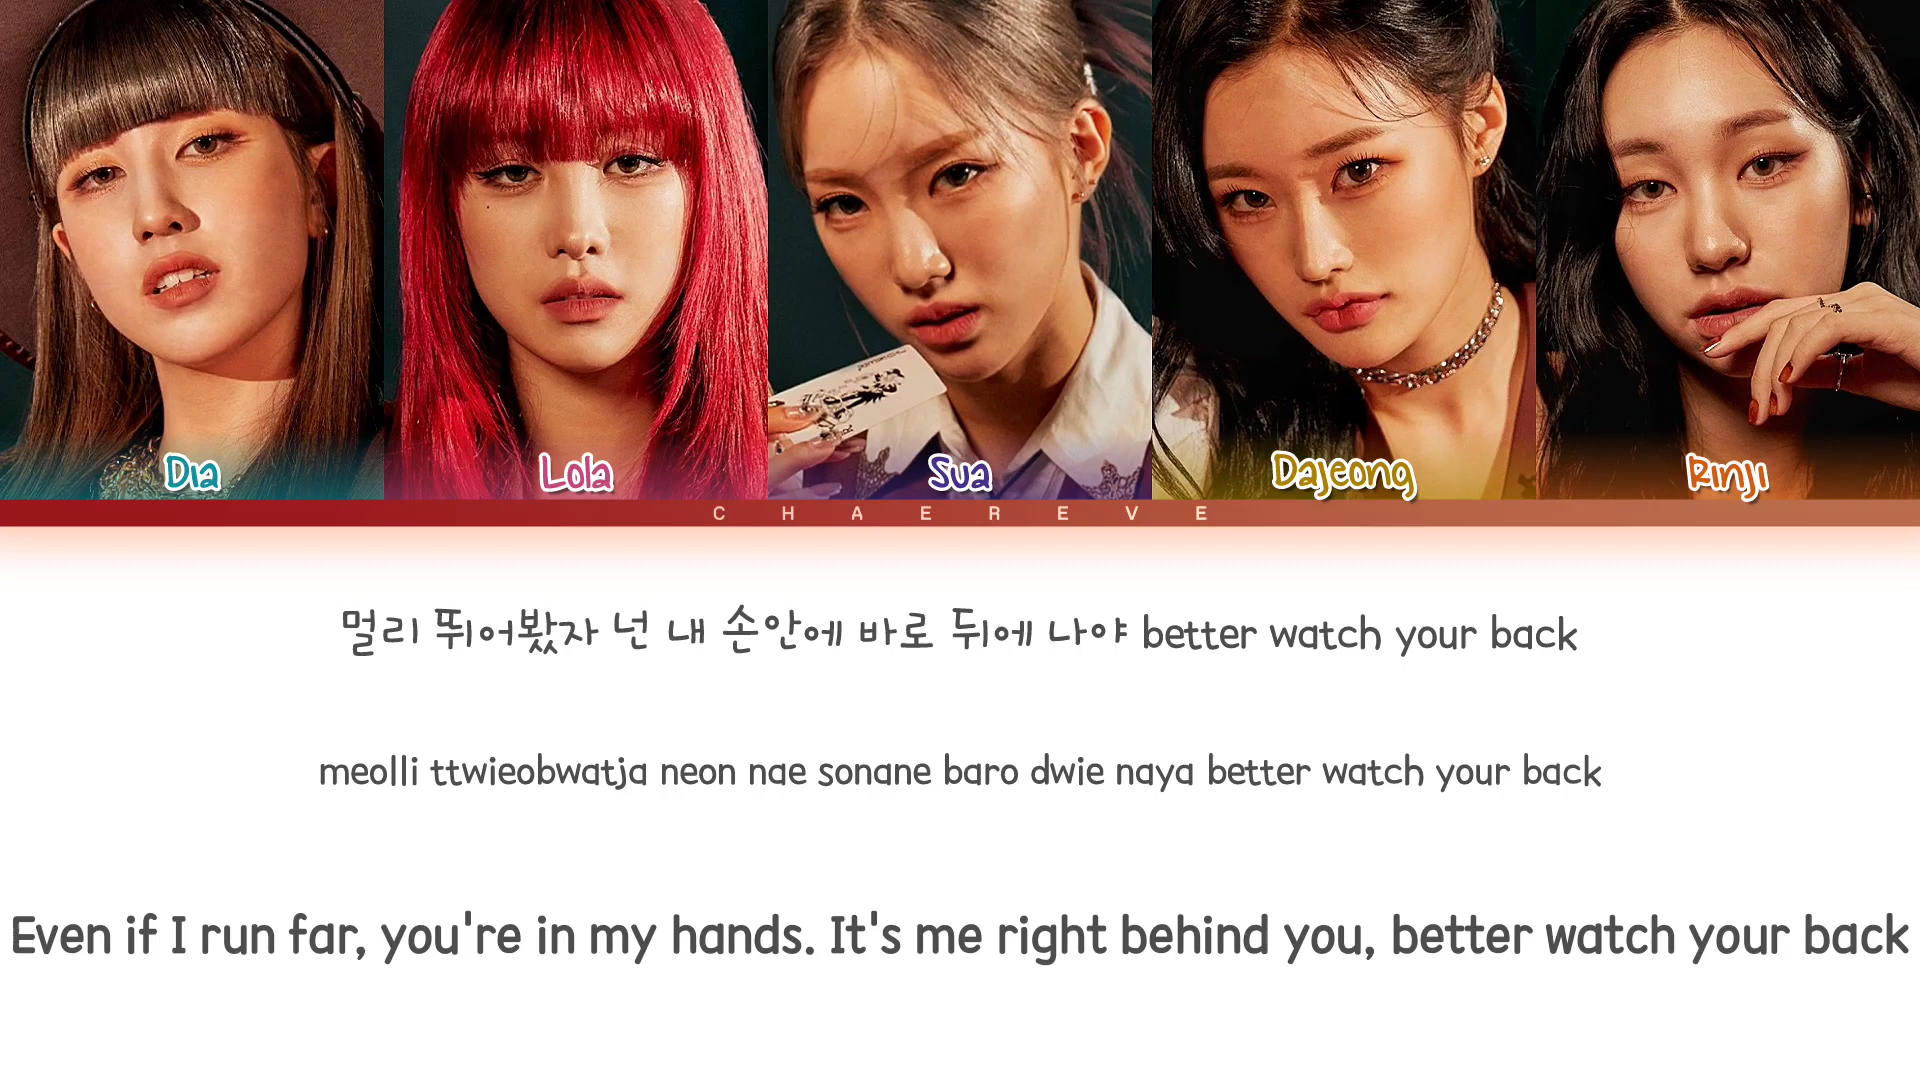 Dia
Lola
Sua
Dajeong
Rinji
CHAEREVE
멀리 뛰어봤자 넌 내 손안에 바로 뒤에 나야 better watch your back
meolli ttwieobwatja neon nae sonane baro dwie naya better watch your back
Even if I run far, you're in my hands. It's me right behind you, better watch your back